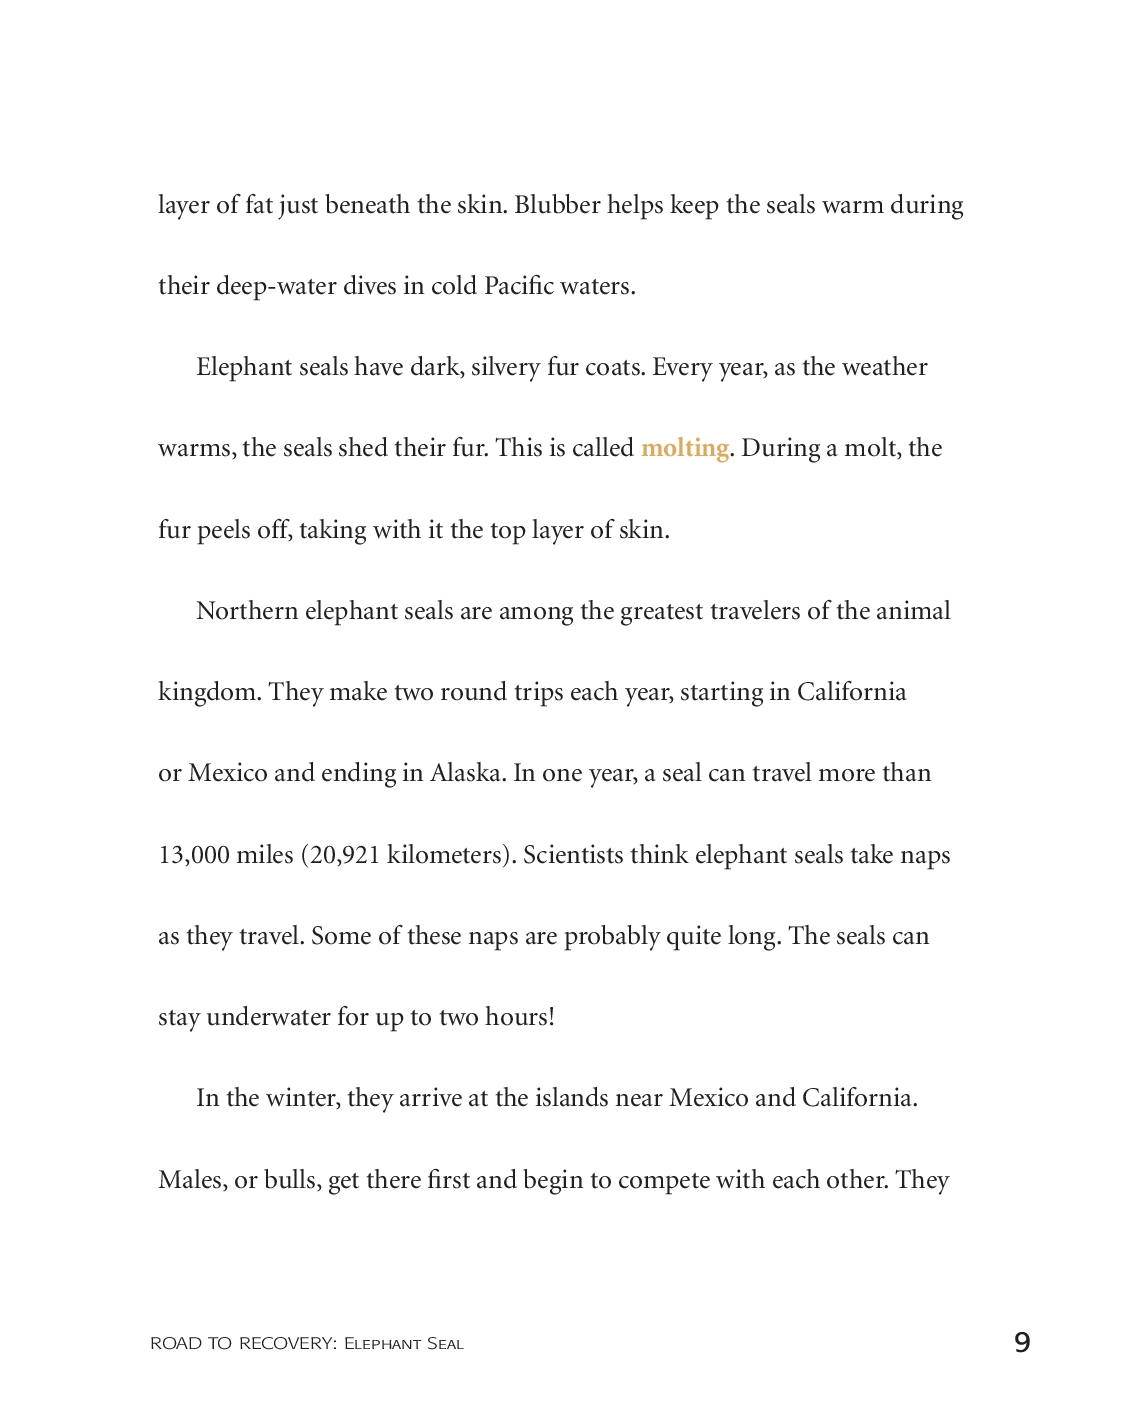 layer of fat just beneath the skin. Blubber helps keep the seals warm during
their deep-water dives in cold Pacific waters.
Elephant seals have dark, silvery fur coats. Every year, as the weather
warms, the seals shed their fur. This is called molting. During a molt, the
fur peels off, taking with it the top layer of skin.
Northern elephant seals are among the greatest travelers of the animal
kingdom. They make two round trips each year, starting in California
or Mexico and ending in Alaska. In one year, a seal can travel more than
13,000 miles (20,921 kilometers). Scientists think elephant seals take naps
as they travel. Some of these naps are probably quite long. The seals can
stay underwater for up to two hours!
In the winter, they arrive at the islands near Mexico and California.
Males, or bulls, get there first and begin to compete with each other. They
ROAD TO RECOVERY: Elephant Seal 9